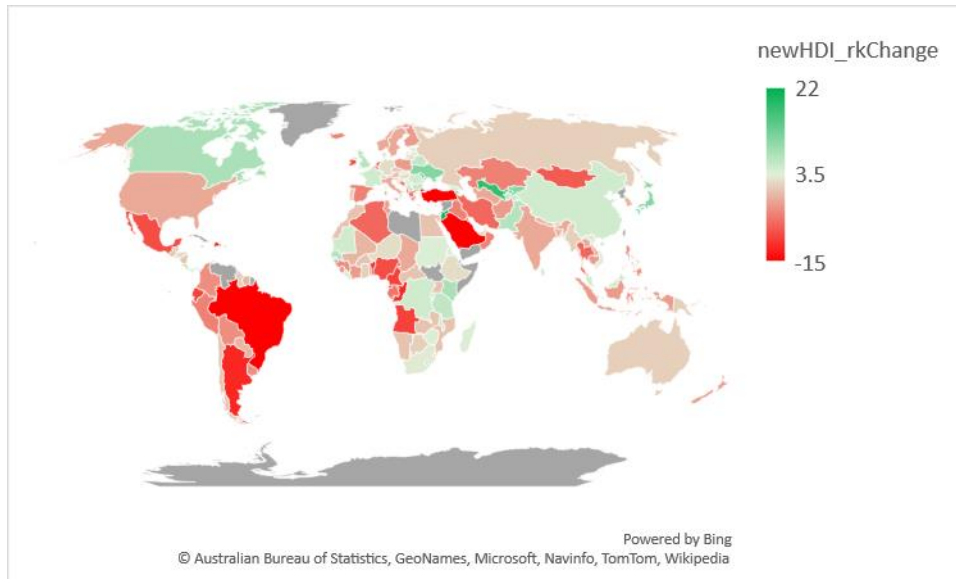 newHDI_rkChange
22
3.5
-15
Powered by Bing
© Australian Bureau of Statistics, GeoNames, Microsoft, Navinfo, TomTom, Wikipedia